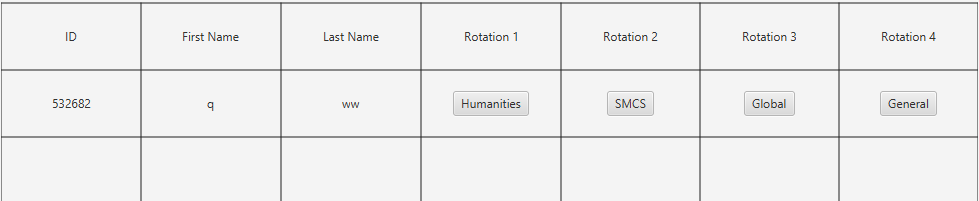 ID First Name Last Name Rotation 1 Rotation 2 Rotation 3 Rotation 4
532682 q ww Humanities SMCS Global General